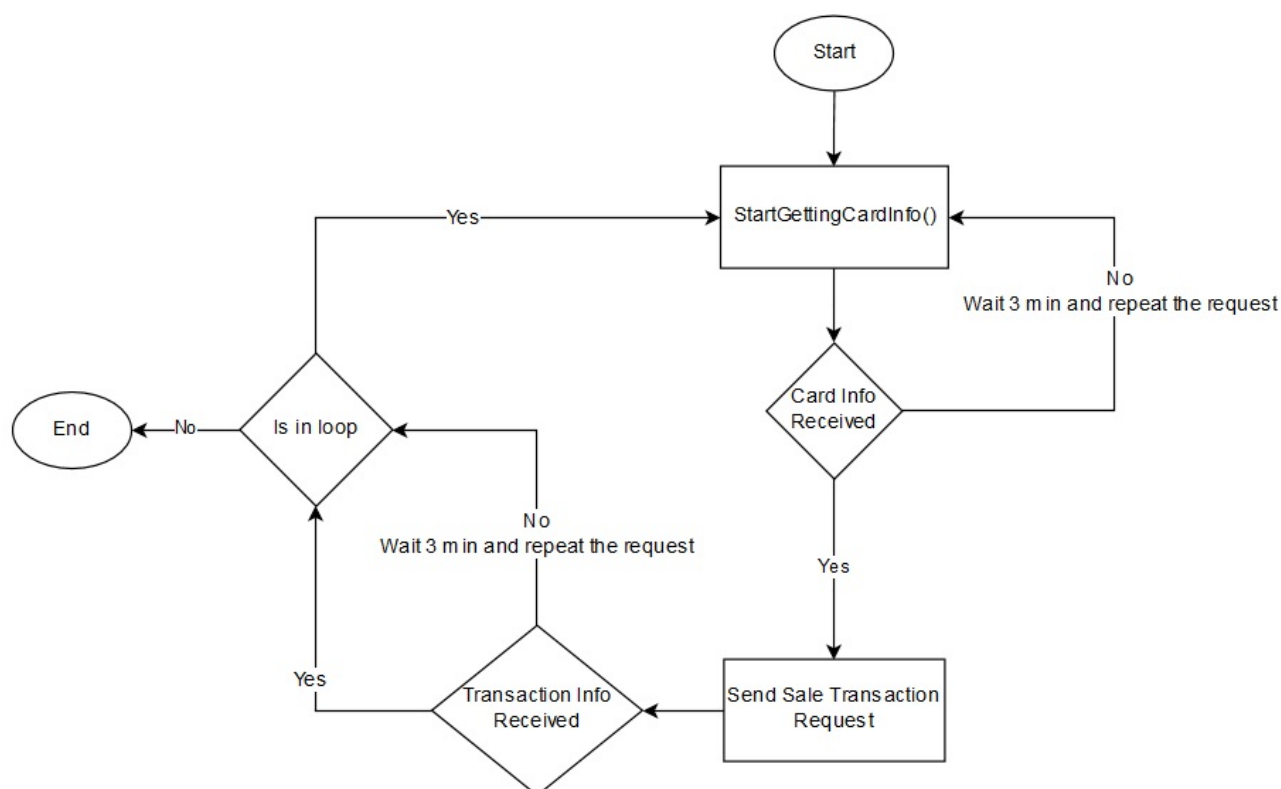 Start
StartGettingCardInfo()
Yes
No
Wait 3 min and repeat the request
Card Info
Received
End
No
Is in loop
No
Wait 3 min and repeat the request
Yes
Yes
Transaction Info
Received
Send Sale Transaction
Request